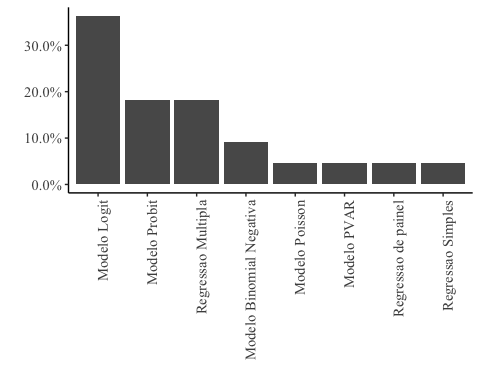 30.0%
20.0%
10.0%
0.0%
Modelo Logit
Modelo Probit
Regressao Multipla
Modelo Binomial Negativa
Modelo Poisson
Modelo PVAR
Regressao de painel
Regressao Simples